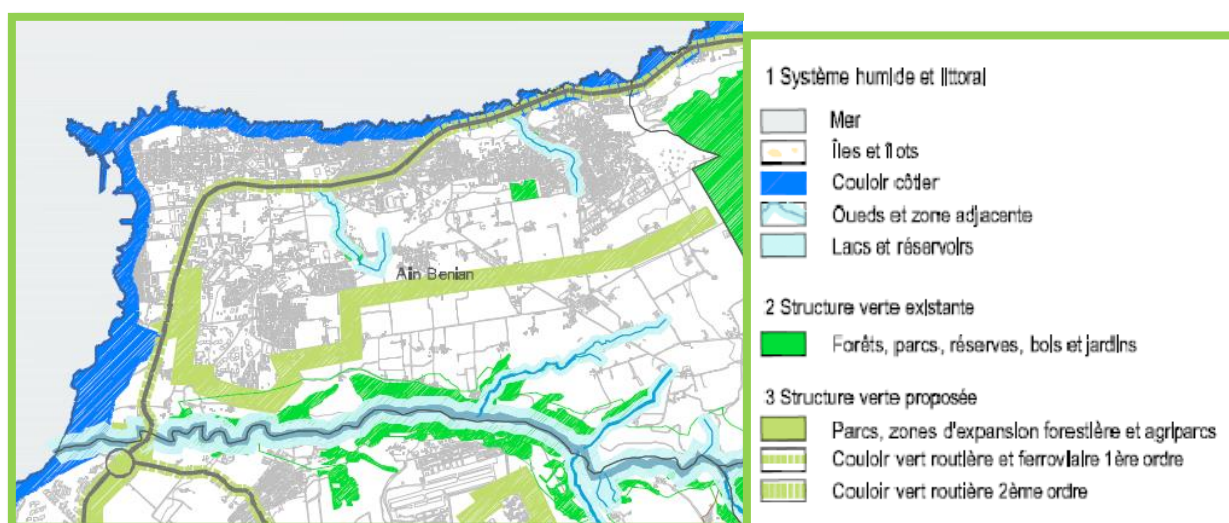 Aïn Benian
1 Système humide et littoral
Mer
Îles et îlots
Couloir côtier
Oueds et zone adjacente
Lacs et réservoirs
2 Structure verte existante
Forêts, parcs, réserves, bois et jardins
3 Structure verte proposée
Parcs, zones d'expansion forestière et agriparcs
Couloir vert routière et ferroviaire 1ère ordre
Couloir vert routière 2ème ordre